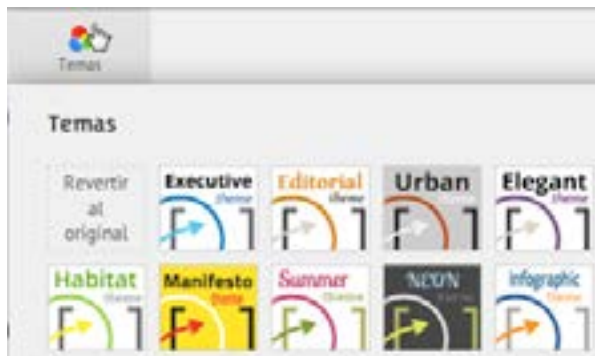 Temas
Temas
Revertir
al
original
Executive
theme
Editorial
theme
Urban
Elegant
theme
Habitat
theme
Manifesto
theme
Summer
theme
NEON
theme
Infographic
theme